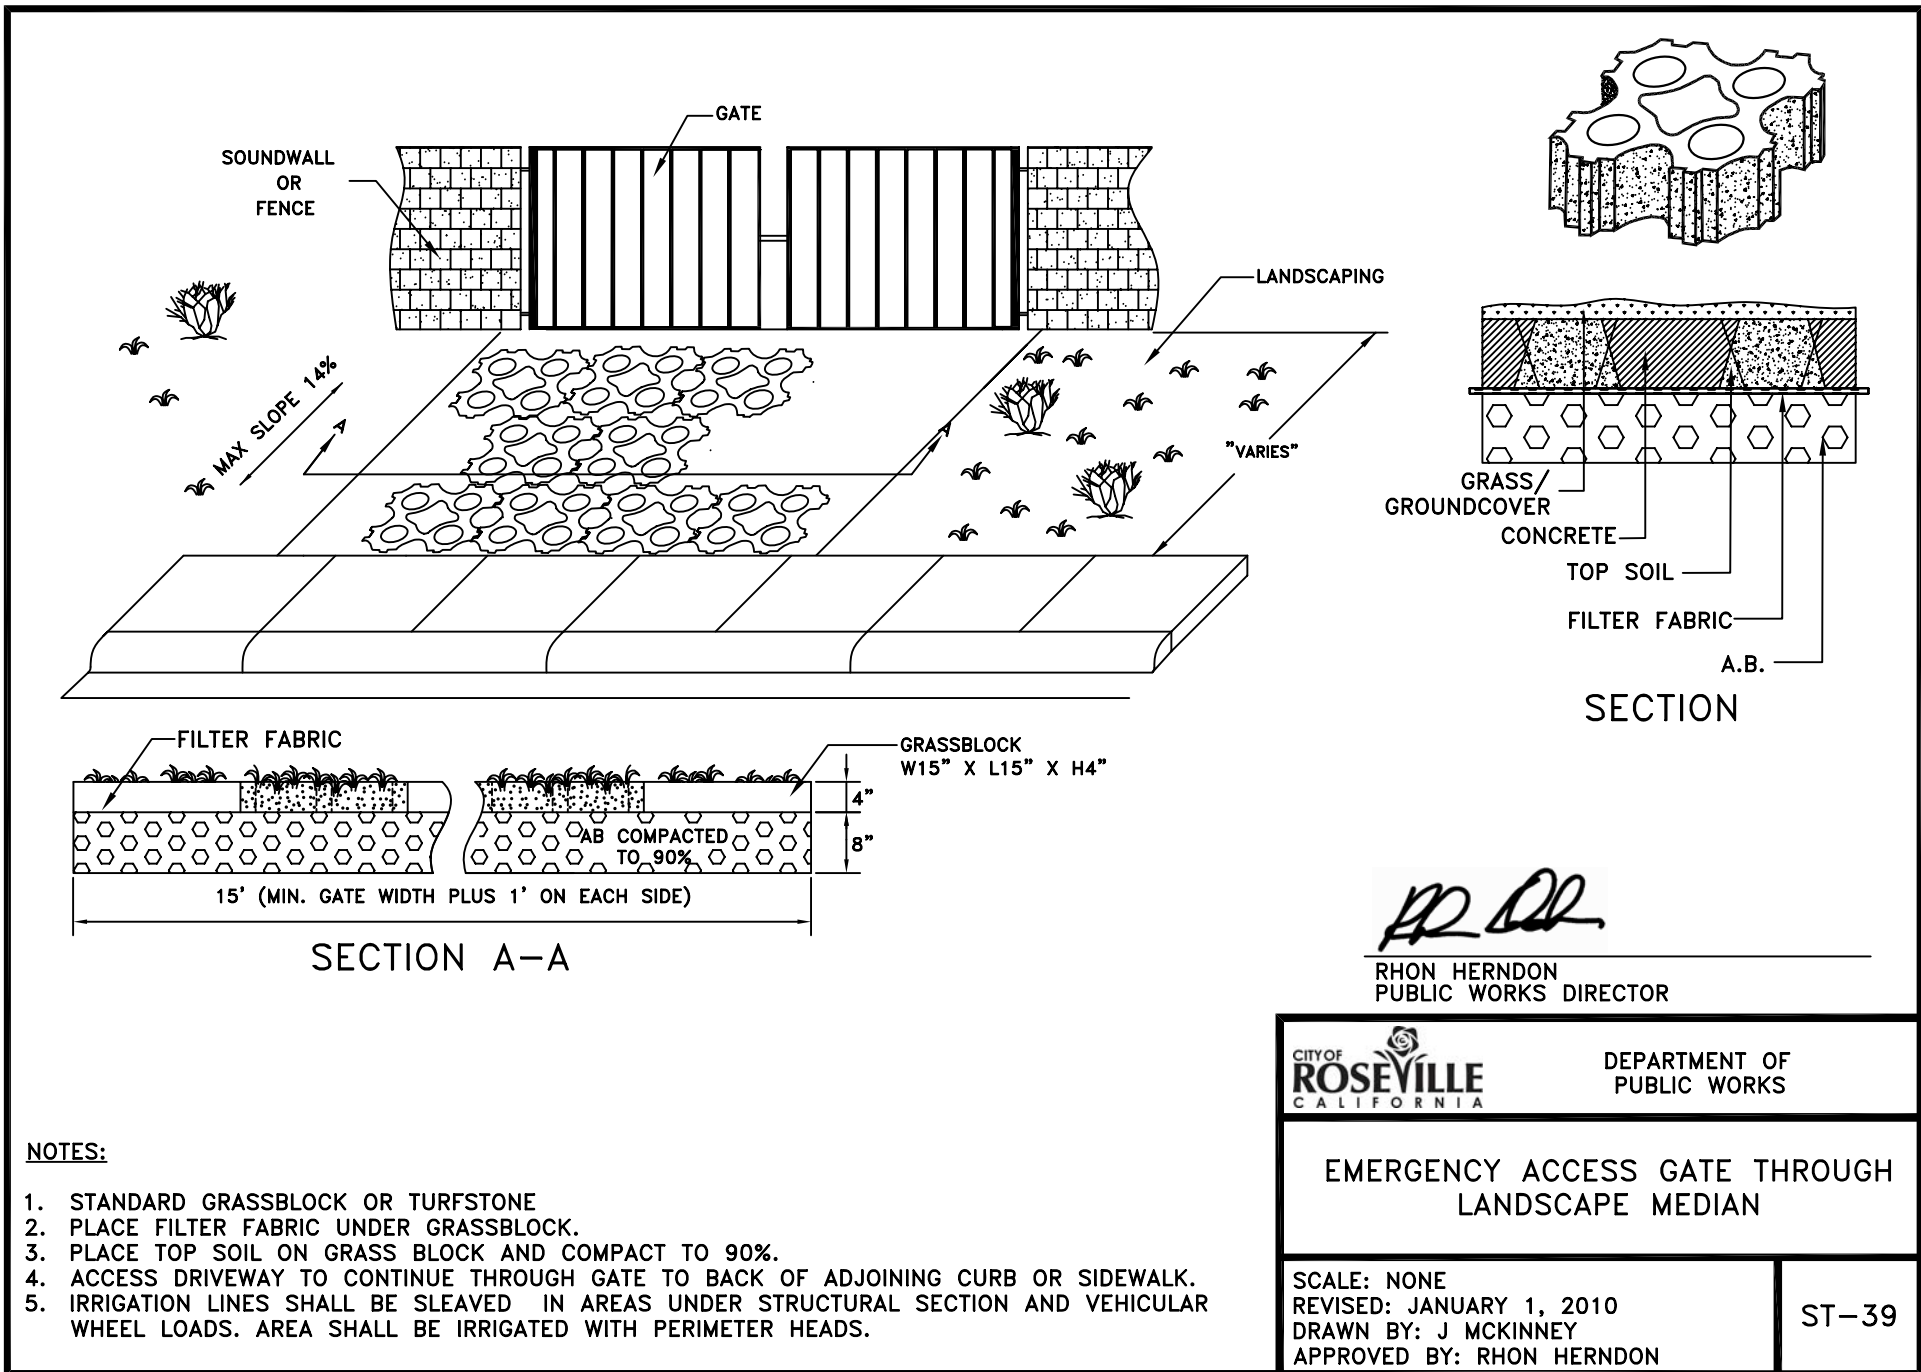 GATE
SOUNDWALL
OR
FENCE
LANDSCAPING
MAX SLOPE 14%
A
A
"VARIES"
GRASS/
GROUNDCOVER
CONCRETE
TOP SOIL
FILTER FABRIC
A.B.
SECTION
FILTER FABRIC
GRASSBLOCK
W15" X L15" X H4"
4"
8"
AB COMPACTED
TO 90%
15' (MIN. GATE WIDTH PLUS 1' ON EACH SIDE)
SECTION A-A
RHON HERNDON
PUBLIC WORKS DIRECTOR
CITY OF
ROSEVILLE
CALIFORNIA
DEPARTMENT OF
PUBLIC WORKS
EMERGENCY ACCESS GATE THROUGH
LANDSCAPE MEDIAN
SCALE: NONE
REVISED: JANUARY 1, 2010
DRAWN BY: J MCKINNEY
APPROVED BY: RHON HERNDON
ST-39
NOTES:
1. STANDARD GRASSBLOCK OR TURFSTONE
2. PLACE FILTER FABRIC UNDER GRASSBLOCK.
3. PLACE TOP SOIL ON GRASS BLOCK AND COMPACT TO 90%.
4. ACCESS DRIVEWAY TO CONTINUE THROUGH GATE TO BACK OF ADJOINING CURB OR SIDEWALK.
5. IRRIGATION LINES SHALL BE SLEAVED IN AREAS UNDER STRUCTURAL SECTION AND VEHICULAR
WHEEL LOADS. AREA SHALL BE IRRIGATED WITH PERIMETER HEADS.